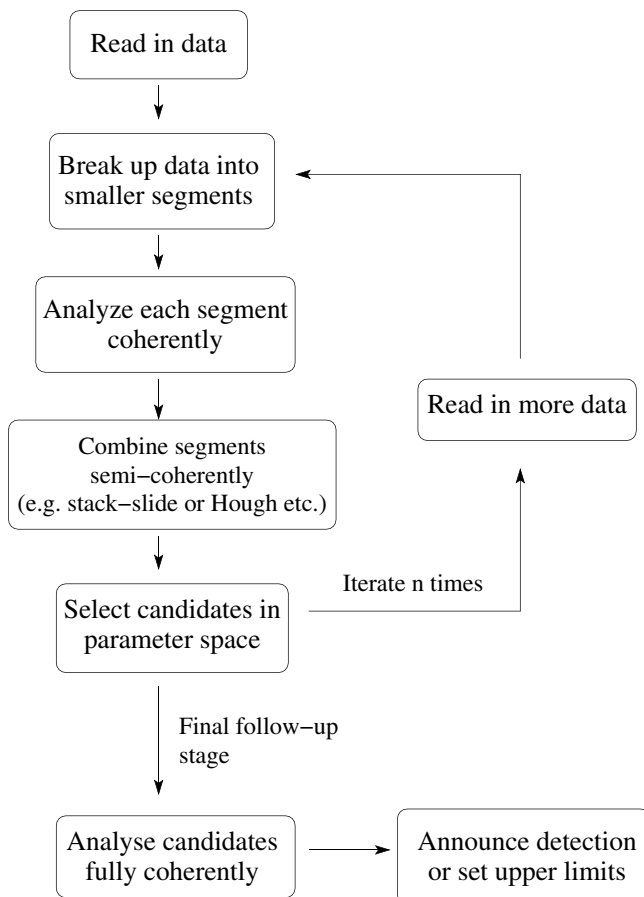 Read in data
Break up data into
smaller segments
Analyze each segment
coherently
Read in more data
Combine segments
semi−coherently
(e.g. stack−slide or Hough etc.)
Iterate n times
Select candidates in
parameter space
Final follow−up
stage
Analyse candidates
fully coherently
Announce detection
or set upper limits